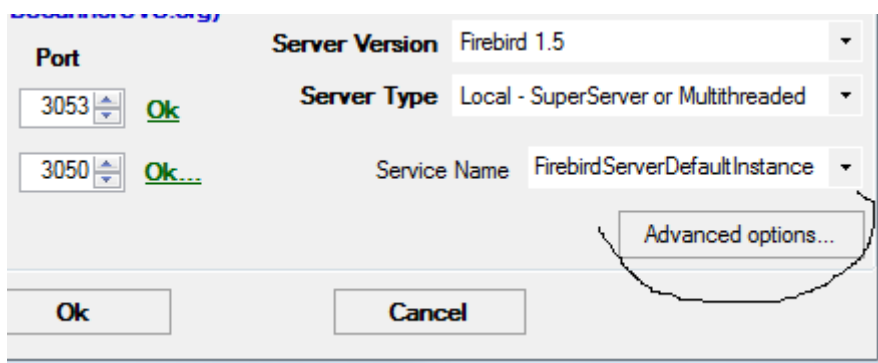 Port
Server Version Firebird 1.5
3053 Ok
Server Type Local - SuperServer or Multithreaded
3050 Ok...
Service Name FirebirdServerDefaultInstance
Advanced options...
Ok Cancel